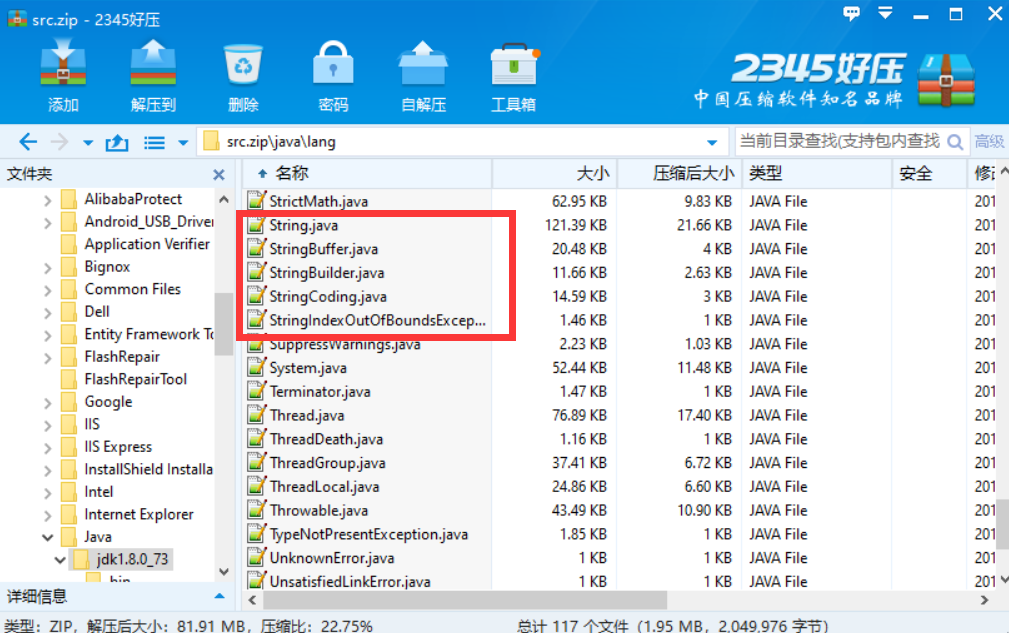 src.zip - 2345好压
添加 解压到 删除 密码 自解压 工具箱
2345好压
中国压缩软件知名品牌
src.zip\java\lang
当前目录查找(支持包内查找
高级
文件夹
AlibabaProtect
Android_USB_Driver
Application Verifier
Bignox
Common Files
Dell
Entity Framework To
FlashRepair
FlashRepairTool
Google
IIS
IIS Express
InstallShield Installa
Intel
Internet Explorer
Java
jdk1.8.0_73
bin
详细信息
名称 大小 压缩后大小 类型 安全 修改
StrictMath.java 62.95 KB 9.83 KB JAVA File 201
String.java 121.39 KB 21.66 KB JAVA File 201
StringBuffer.java 20.48 KB 4 KB JAVA File 201
StringBuilder.java 11.66 KB 2.63 KB JAVA File 201
StringCoding.java 14.59 KB 3 KB JAVA File 201
StringIndexOutOfBoundsExcep... 1.46 KB 1 KB JAVA File 201
SuppressWarnings.java 2.23 KB 1.03 KB JAVA File 201
System.java 52.44 KB 11.48 KB JAVA File 201
Terminator.java 1.47 KB 1 KB JAVA File 201
Thread.java 76.89 KB 17.40 KB JAVA File 201
ThreadDeath.java 1.16 KB 1 KB JAVA File 201
ThreadGroup.java 37.41 KB 6.72 KB JAVA File 201
ThreadLocal.java 24.86 KB 6.60 KB JAVA File 201
Throwable.java 43.49 KB 10.90 KB JAVA File 201
TypeNotPresentException.java 1.85 KB 1 KB JAVA File 201
UnknownError.java 1 KB 1 KB JAVA File 201
UnsatisfiedLinkError.java 1 KB 1 KB JAVA File 201
类型：ZIP，解压后大小：81.91 MB，压缩比：22.75%
总计 117 个文件（1.95 MB，2,049,976 字节）